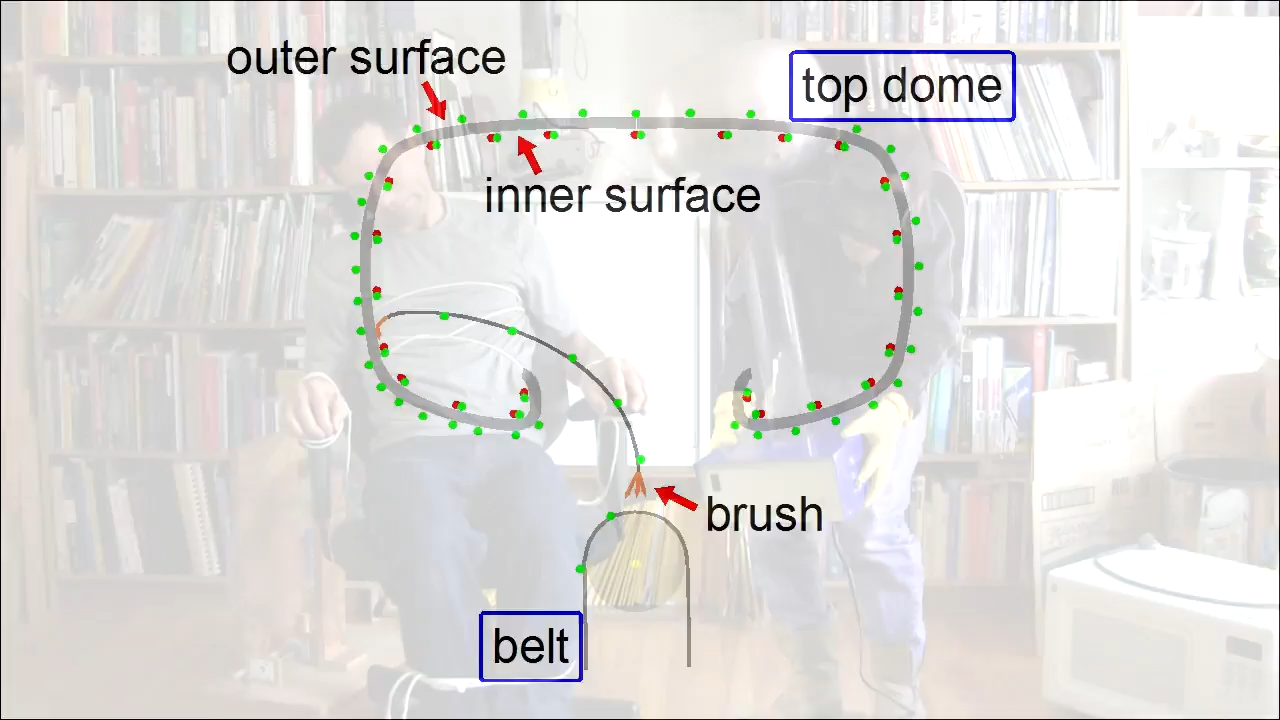 outer surface
top dome
inner surface
brush
belt